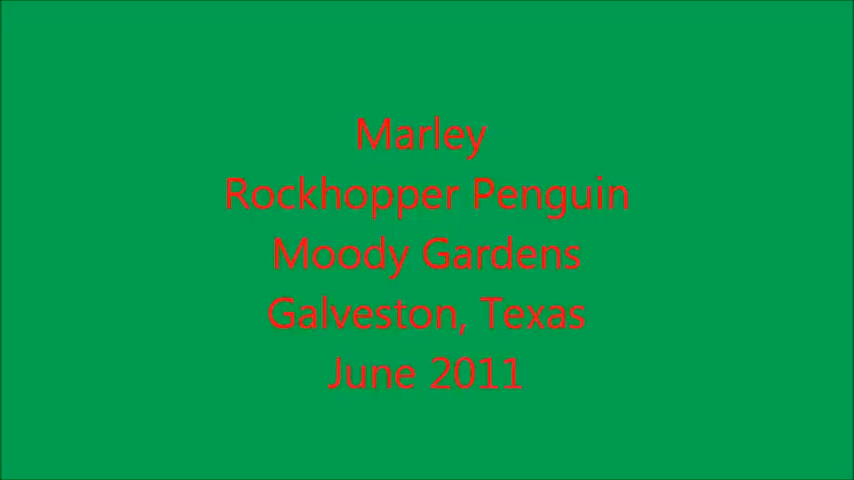 Marley
Rockhopper Penguin
Moody Gardens
Galveston, Texas
June 2011